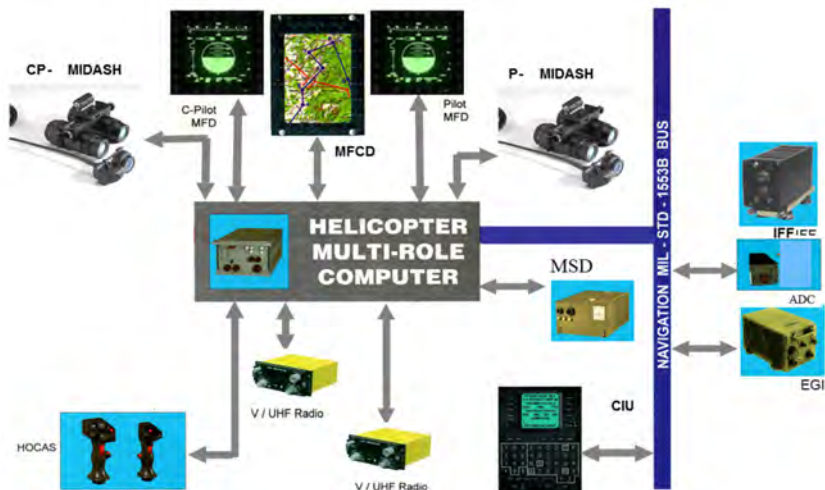 CP- MIDASH
C-Pilot
MFD
MFCD
Pilot
MFD
P- MIDASH
HELICOPTER
MULTI-ROLE
COMPUTER
MSD
NAVIGATION MIL - STD - 1553B BUS
IFF
ADC
EGI
CIU
V / UHF Radio
V / UHF Radio
HOCAS